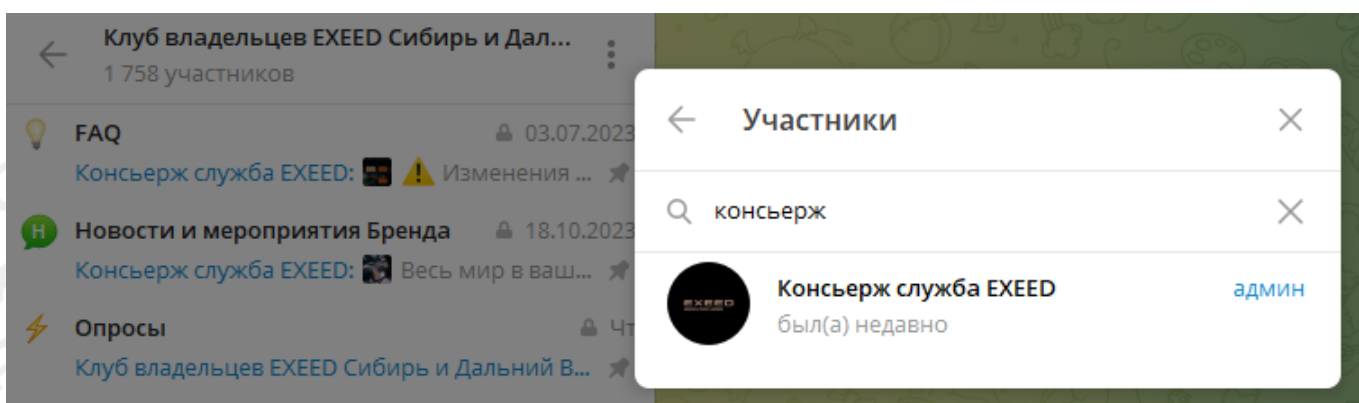 Клуб владельцев EXEED Сибирь и Дал...
1 758 участников
FAQ 03.07.2023
Консьерж служба EXEED: Изменения ...
Н Новости и мероприятия Бренда 18.10.2023
Консьерж служба EXEED: Весь мир в ваш...
Опросы Чт
Клуб владельцев EXEED Сибирь и Дальний В...
Участники
консьерж
EXEED
Консьерж служба EXEED админ
был(а) недавно